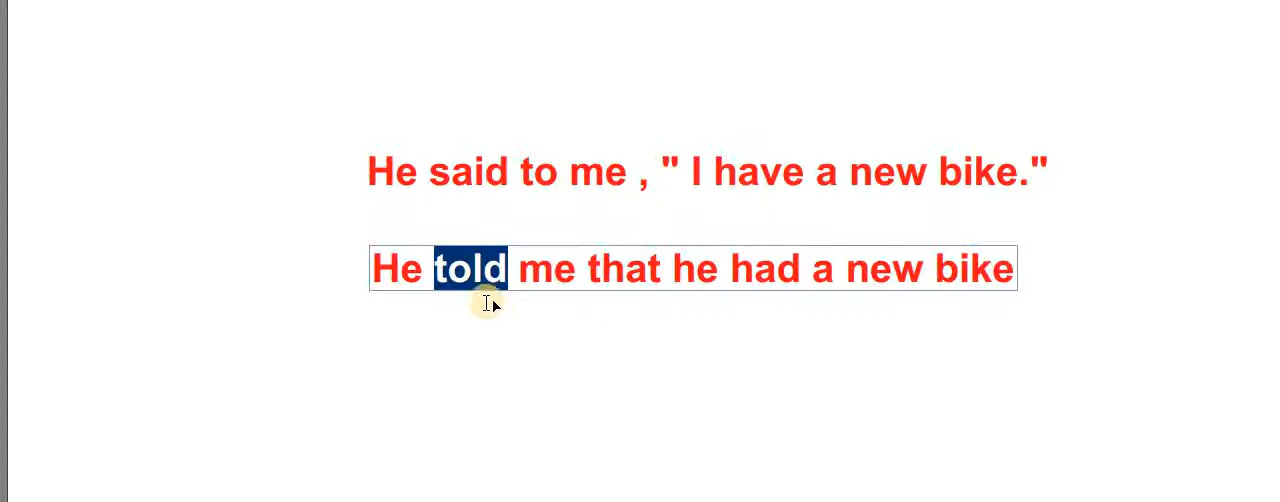 He said to me , " I have a new bike."
He told me that he had a new bike